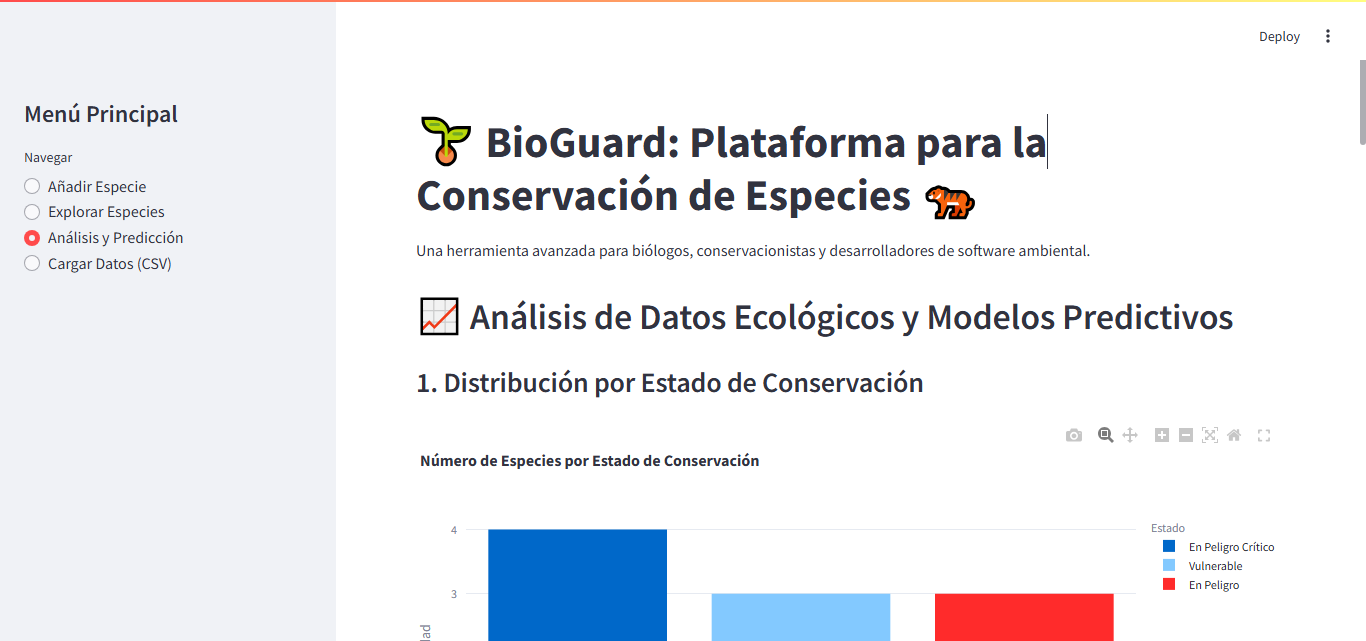 Deploy
Menú Principal
Navegar
Añadir Especie
Explorar Especies
Análisis y Predicción
Cargar Datos (CSV)
BioGuard: Plataforma para la
Conservación de Especies
Una herramienta avanzada para biólogos, conservacionistas y desarrolladores de software ambiental.
Análisis de Datos Ecológicos y Modelos Predictivos
1. Distribución por Estado de Conservación
Número de Especies por Estado de Conservación
4
3
lad
Estado
En Peligro Crítico
Vulnerable
En Peligro